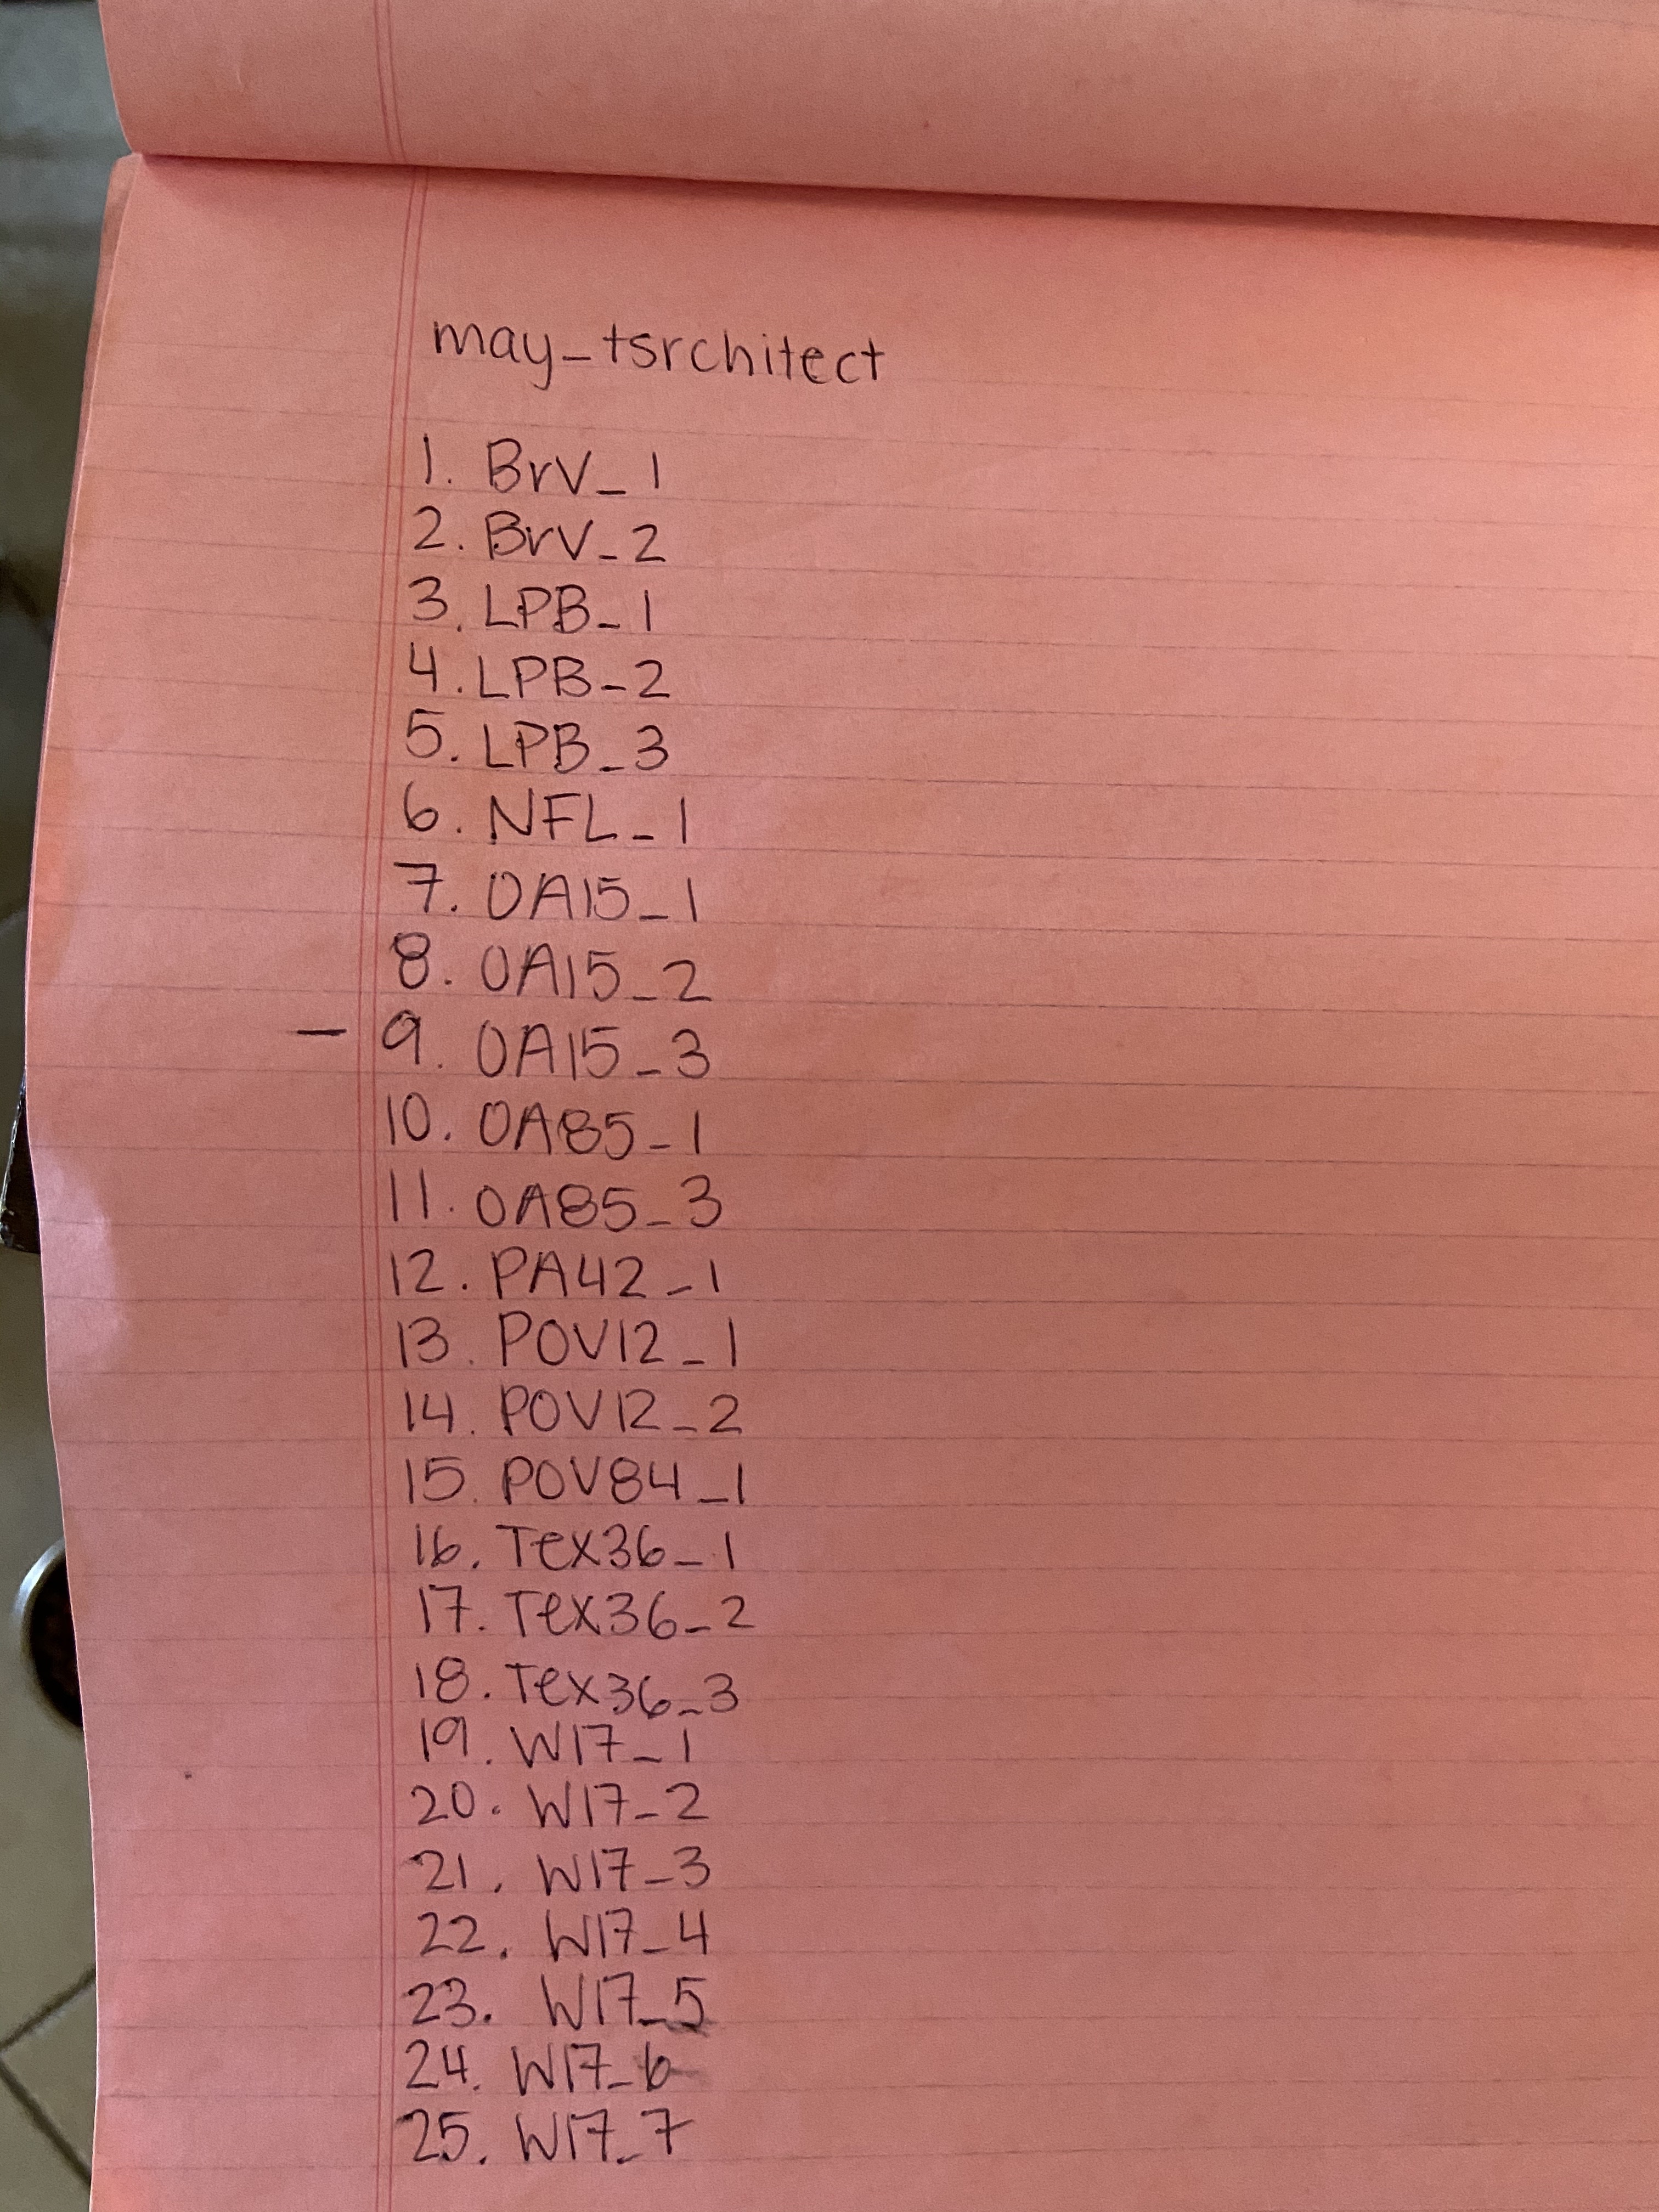 may_tsrchitect
1. BrV_1
2. BrV_2
3. LPB_1
4. LPB_2
5. LPB_3
6. NFL_1
7. OA15_1
8. OA15_2
— 9. OA15_3
10. OA85_1
11. OA85_3
12. PA42_1
13. POV12_1
14. POV12_2
15. POV84_1
16. Tex36_1
17. Tex36_2
18. Tex36_3
19. W17_1
20. W17_2
21. W17_3
22. W17_4
23. W17_5
24. W17_6
25. W17_7